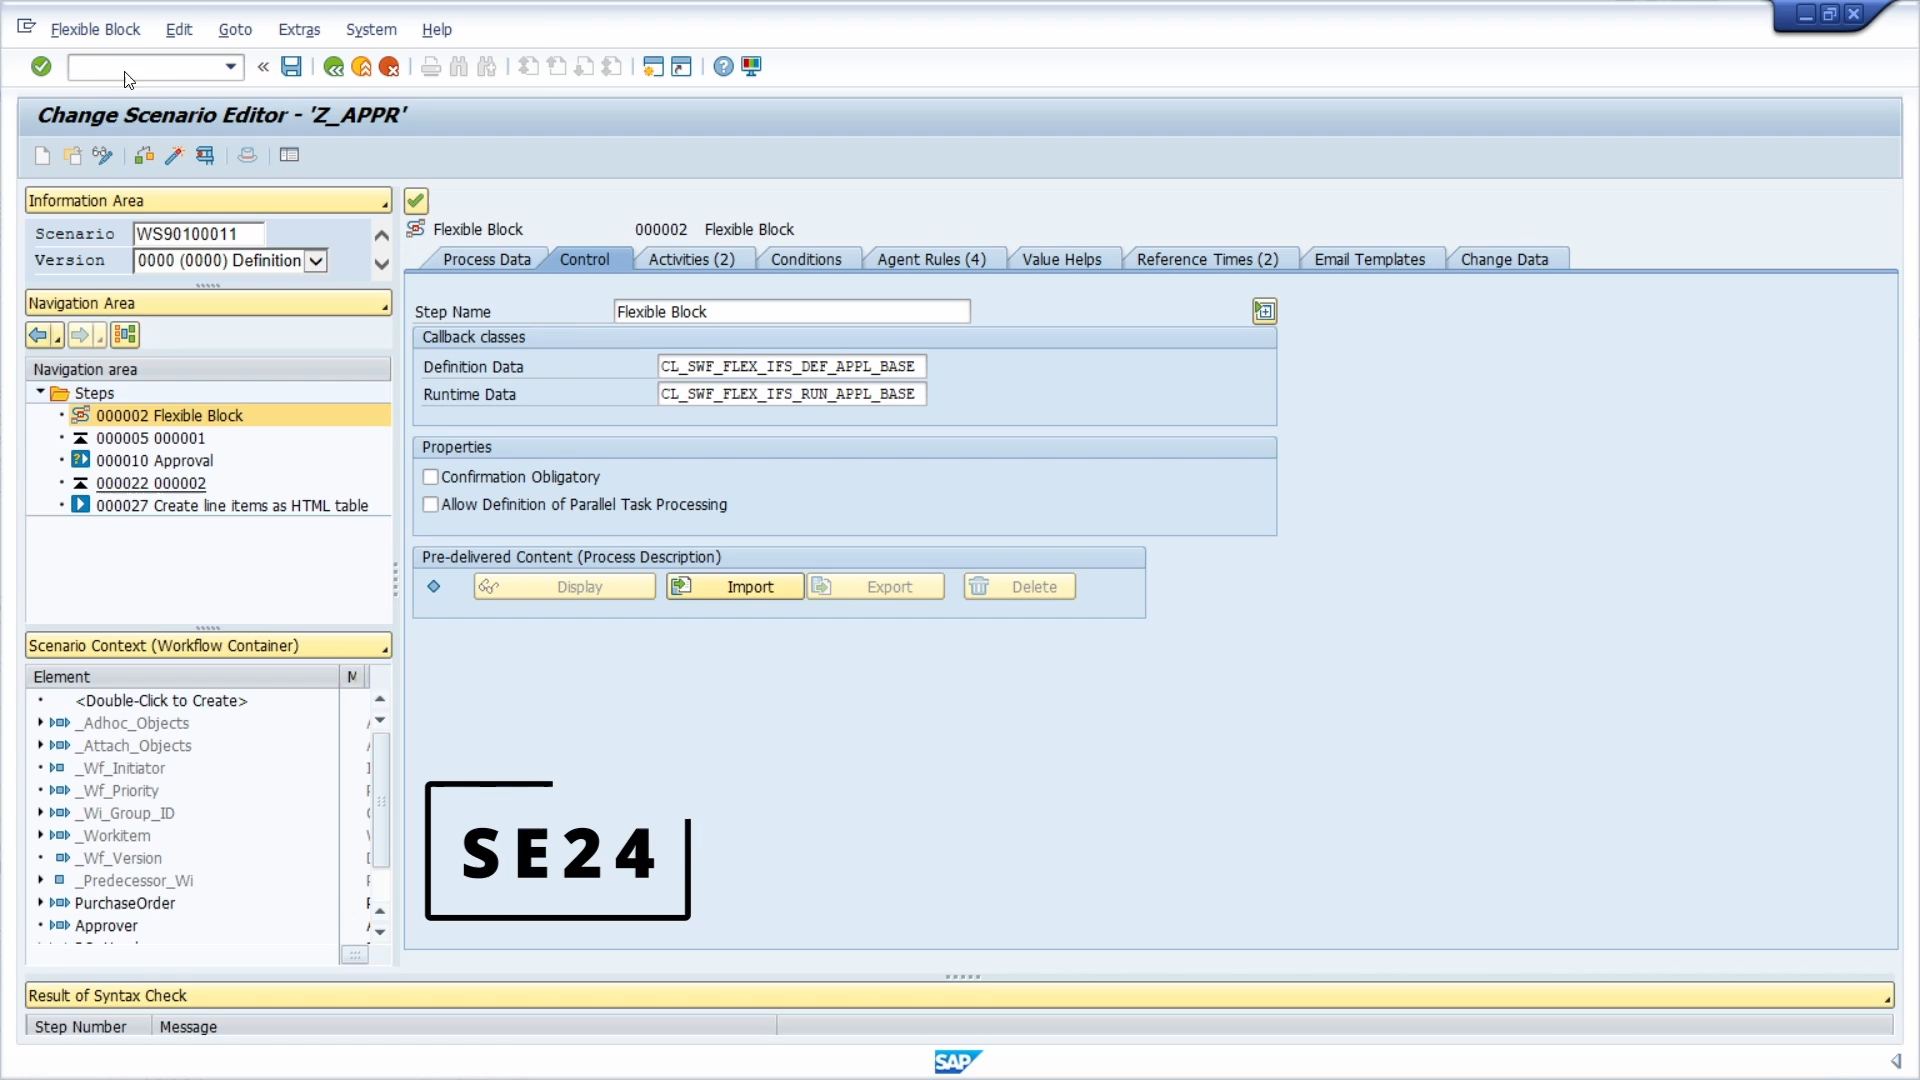 Flexible Block Edit Goto Extras System Help
Change Scenario Editor - 'Z_APPR'
Information Area
Scenario WS90100011
Version 0000 (0000) Definition
Navigation Area
Navigation area
Steps
000002 Flexible Block
000005 000001
000010 Approval
000022 000002
000027 Create line items as HTML table
Scenario Context (Workflow Container)
Element M
<Double-Click to Create>
_Adhoc_Objects
_Attach_Objects
_Wf_Initiator
_Wf_Priority
_Wi_Group_ID
_Workitem
_Wf_Version
_Predecessor_Wi
PurchaseOrder
Approver
Flexible Block 000002 Flexible Block
Process Data Control Activities (2) Conditions Agent Rules (4) Value Helps Reference Times (2) Email Templates Change Data
Step Name Flexible Block
Callback classes
Definition Data CL_SWF_FLEX_IFS_DEF_APPL_BASE
Runtime Data CL_SWF_FLEX_IFS_RUN_APPL_BASE
Properties
Confirmation Obligatory
Allow Definition of Parallel Task Processing
Pre-delivered Content (Process Description)
Display Import Export Delete
SE24
Result of Syntax Check
Step Number Message
SAP